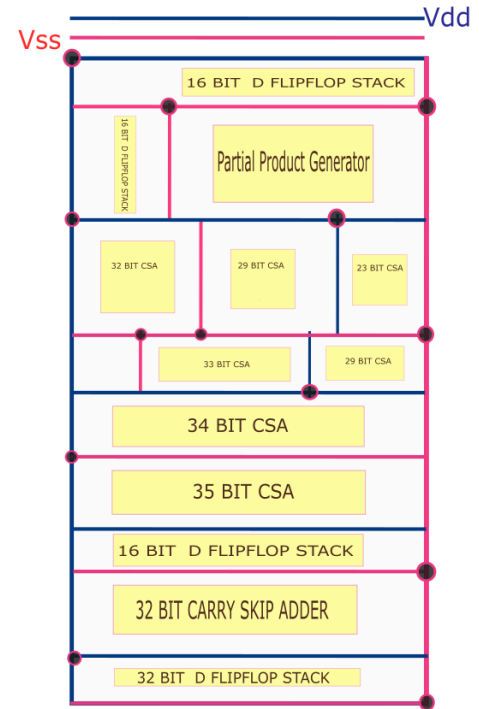 Vdd
Vss
16 BIT D FLIPFLOP STACK
16 BIT D FLIPFLOP STACK
Partial Product Generator
32 BIT CSA
29 BIT CSA
23 BIT CSA
33 BIT CSA
29 BIT CSA
34 BIT CSA
35 BIT CSA
16 BIT D FLIPFLOP STACK
32 BIT CARRY SKIP ADDER
32 BIT D FLIPFLOP STACK